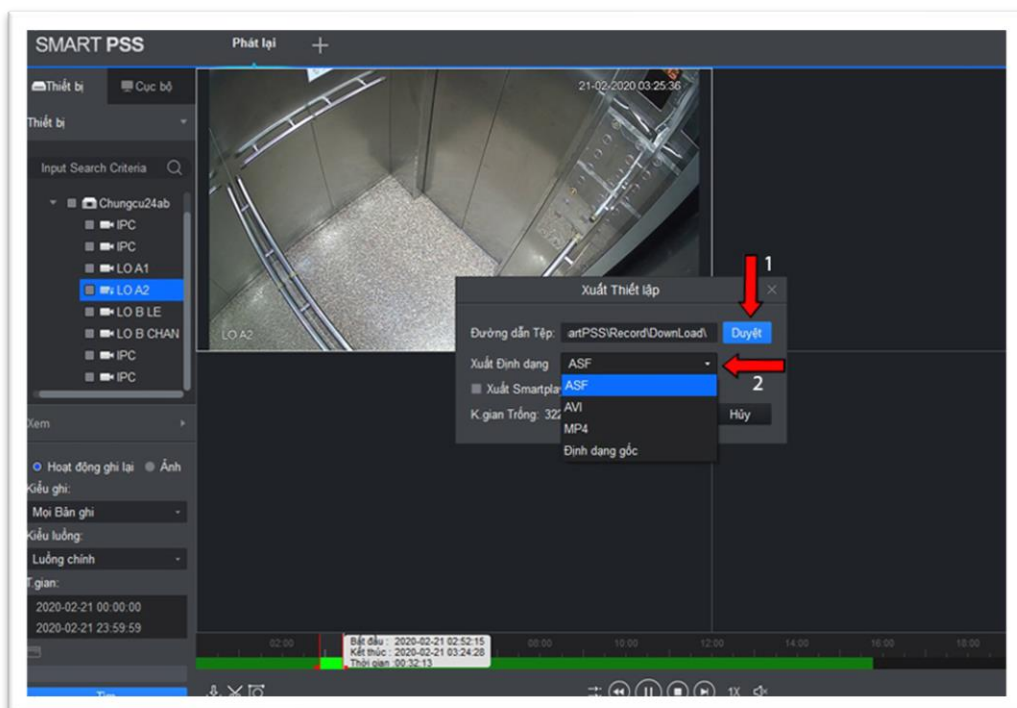 SMART PSS
Phát lại
Thiết bị
Cục bộ
Thiết bị
Input Search Criteria
Chungcu24ab
IPC
IPC
LO A1
LO A2
LO B LE
LO B CHAN
IPC
IPC
Xem
Hoạt động ghi lại
Ảnh
Kiểu ghi:
Mọi Bản ghi
Kiểu luồng:
Luồng chính
T.gian:
2020-02-21 00:00:00
2020-02-21 23:59:59
21-02-2020 03:25:36
LO A2
1
Xuất Thiết lập
Đường dẫn Tệp:
artPSS\Record\DownLoad\
Duyệt
Xuất Định dạng
ASF
2
Xuất Smartpla
ASF
AVI
MP4
Định dạng gốc
K.gian Trống: 322
Hủy
02:00
08:00
10:00
12:00
14:00
16:00
18:00
Bắt đầu : 2020-02-21 02:52:15
Kết thúc : 2020-02-21 03:24:28
Thời gian :00:32:13
1X